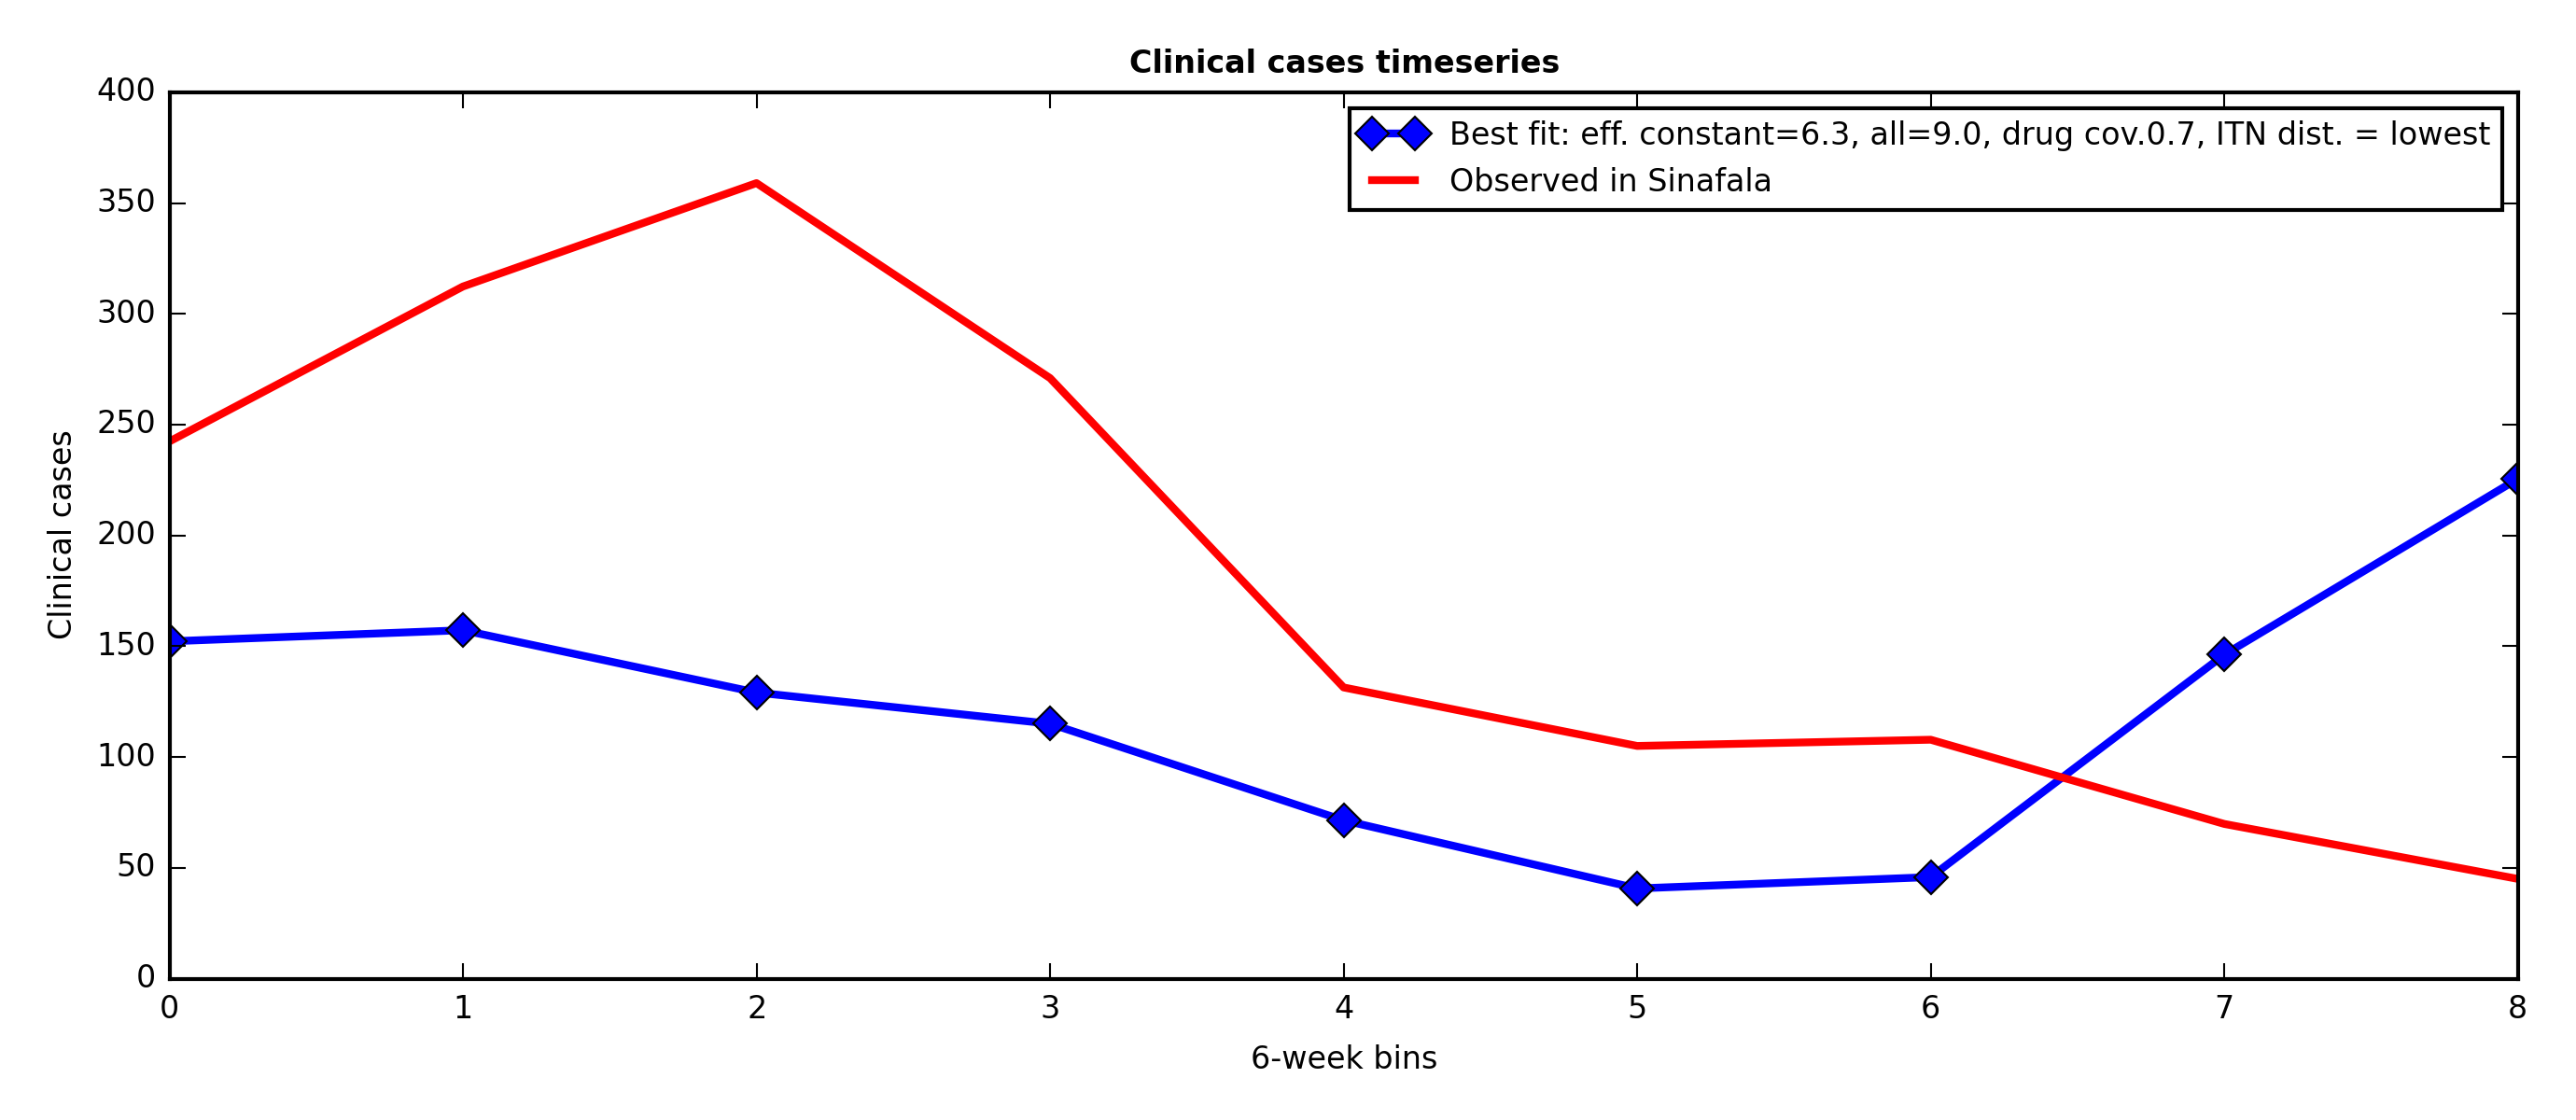 Clinical cases timeseries
400
350
300
250
200
150
100
50
0
Clinical cases
Best fit: eff. constant=6.3, all=9.0, drug cov.0.7, ITN dist. = lowest
Observed in Sinafala
0 1 2 3 4 5 6 7 8
6-week bins